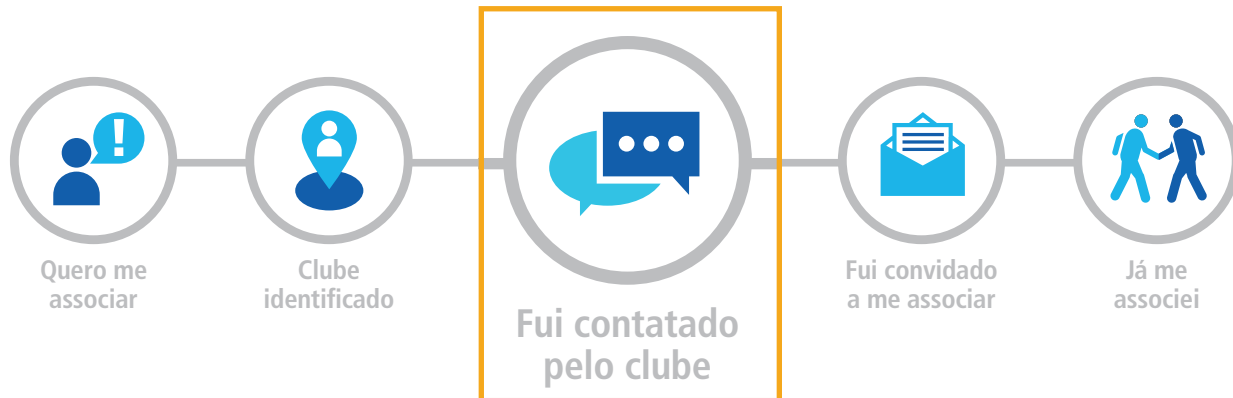 Quero me
associar
Clube
identificado
Fui contatado
pelo clube
Fui convidado
a me associar
Já me
associei